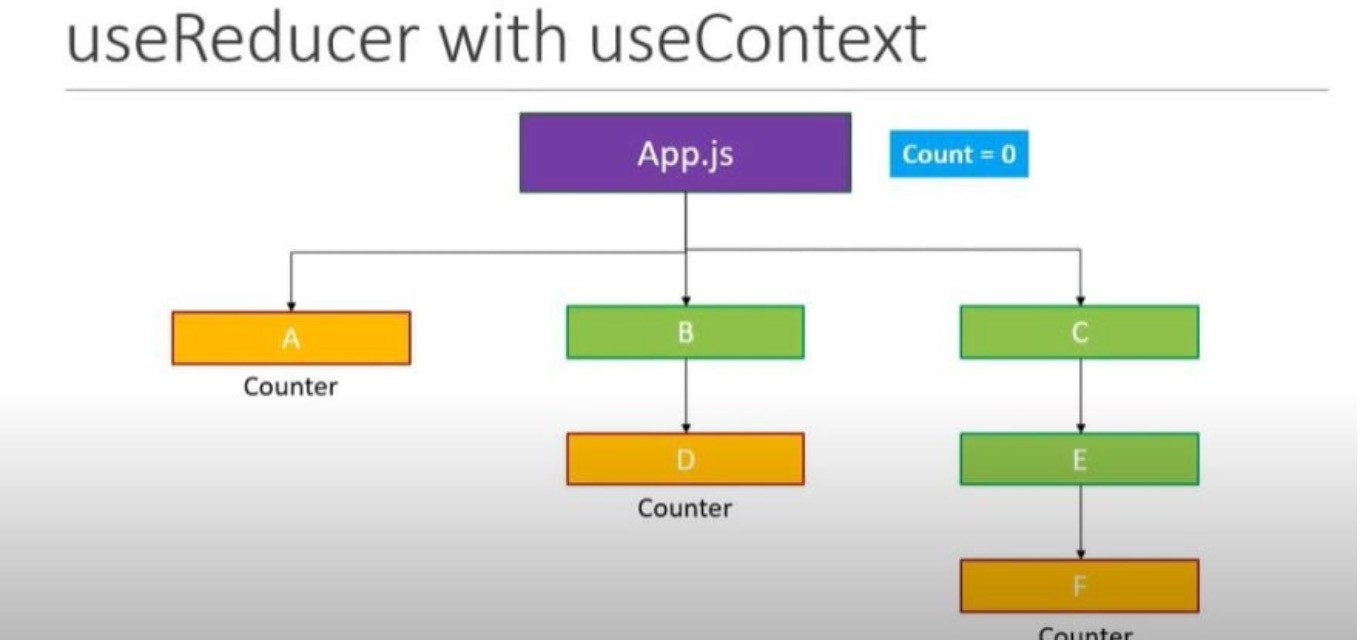 useReducer with useContext
App.js
Count = 0
A
B
C
Counter
D
E
Counter
F
Counter